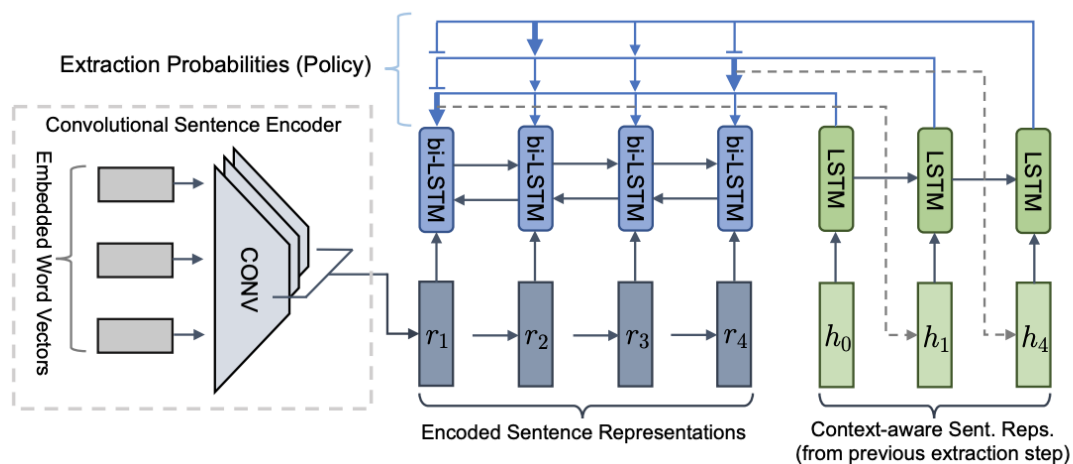 Extraction Probabilities (Policy)
Convolutional Sentence Encoder
Embedded Word Vectors
CONV
bi-LSTM
bi-LSTM
bi-LSTM
bi-LSTM
LSTM
LSTM
LSTM
r1
r2
r3
r4
h0
h1
h4
Encoded Sentence Representations
Context-aware Sent. Reps.
(from previous extraction step)